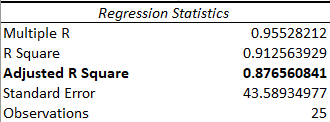 Regression Statistics
Multiple R 0.95528212
R Square 0.912563929
Adjusted R Square 0.876560841
Standard Error 43.58934977
Observations 25